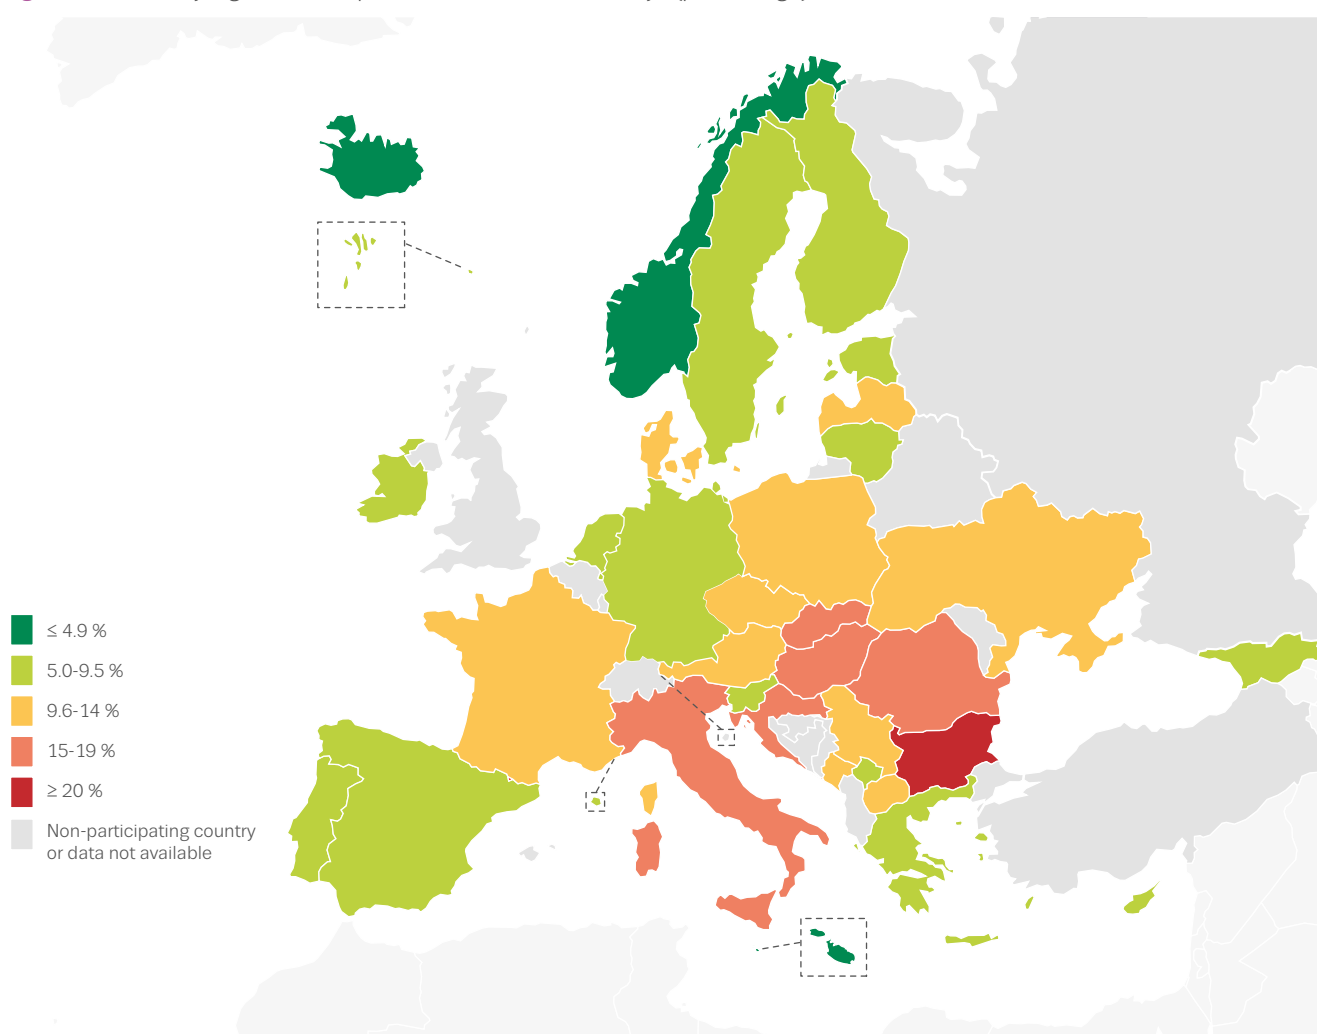 ≤ 4.9 %
5.0-9.5 %
9.6-14 %
15-19 %
≥ 20 %
Non-participating country
or data not available